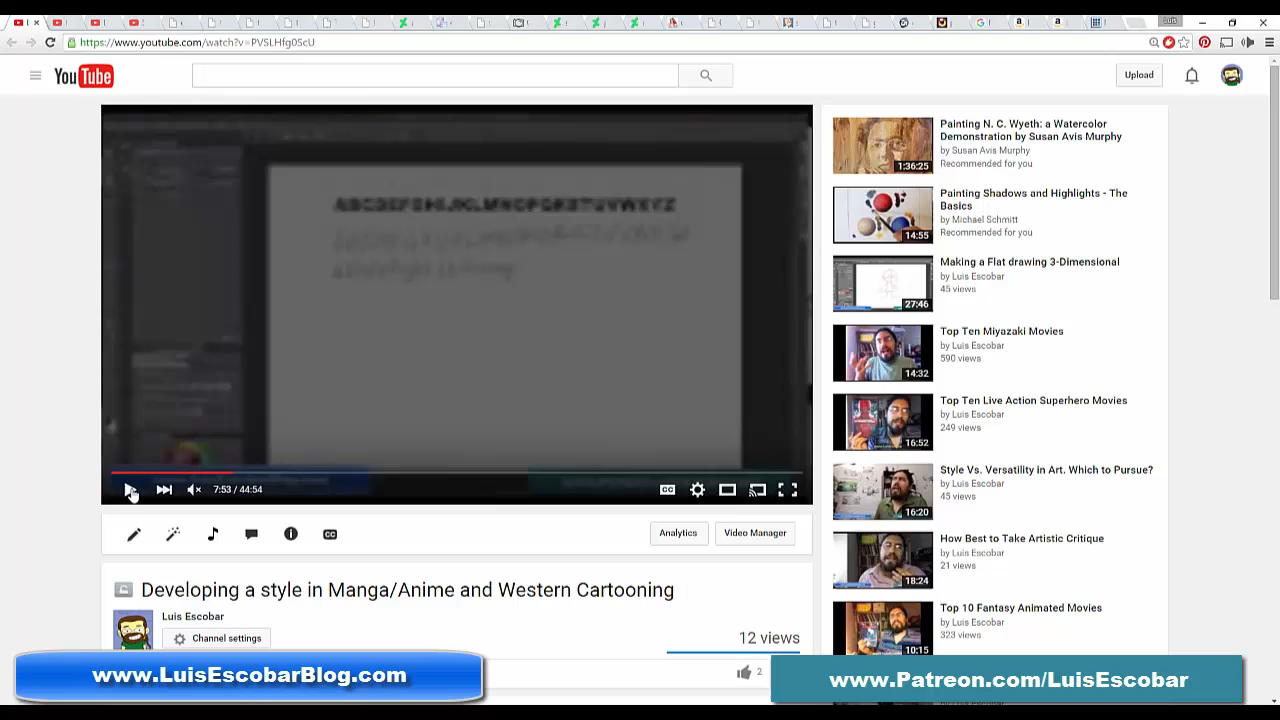 Luis
https://www.youtube.com/watch?v=PVSLHfg0ScU
YouTube
Upload
ABCDEFGHIJKLMNOPQRSTUVWXYZ
7:53 / 44:54
CC
Analytics
Video Manager
CC
Developing a style in Manga/Anime and Western Cartooning
Luis Escobar
Channel settings
12 views
2
Painting N. C. Wyeth: a Watercolor
Demonstration by Susan Avis Murphy
by Susan Avis Murphy
Recommended for you
1:36:25
Painting Shadows and Highlights - The
Basics
by Michael Schmitt
Recommended for you
14:55
Making a Flat drawing 3-Dimensional
by Luis Escobar
45 views
27:46
Top Ten Miyazaki Movies
by Luis Escobar
590 views
14:32
Top Ten Live Action Superhero Movies
by Luis Escobar
249 views
16:52
Style Vs. Versatility in Art. Which to Pursue?
by Luis Escobar
45 views
16:20
How Best to Take Artistic Critique
by Luis Escobar
21 views
18:24
Top 10 Fantasy Animated Movies
by Luis Escobar
323 views
10:15
www.LuisEscobarBlog.com
www.Patreon.com/LuisEscobar